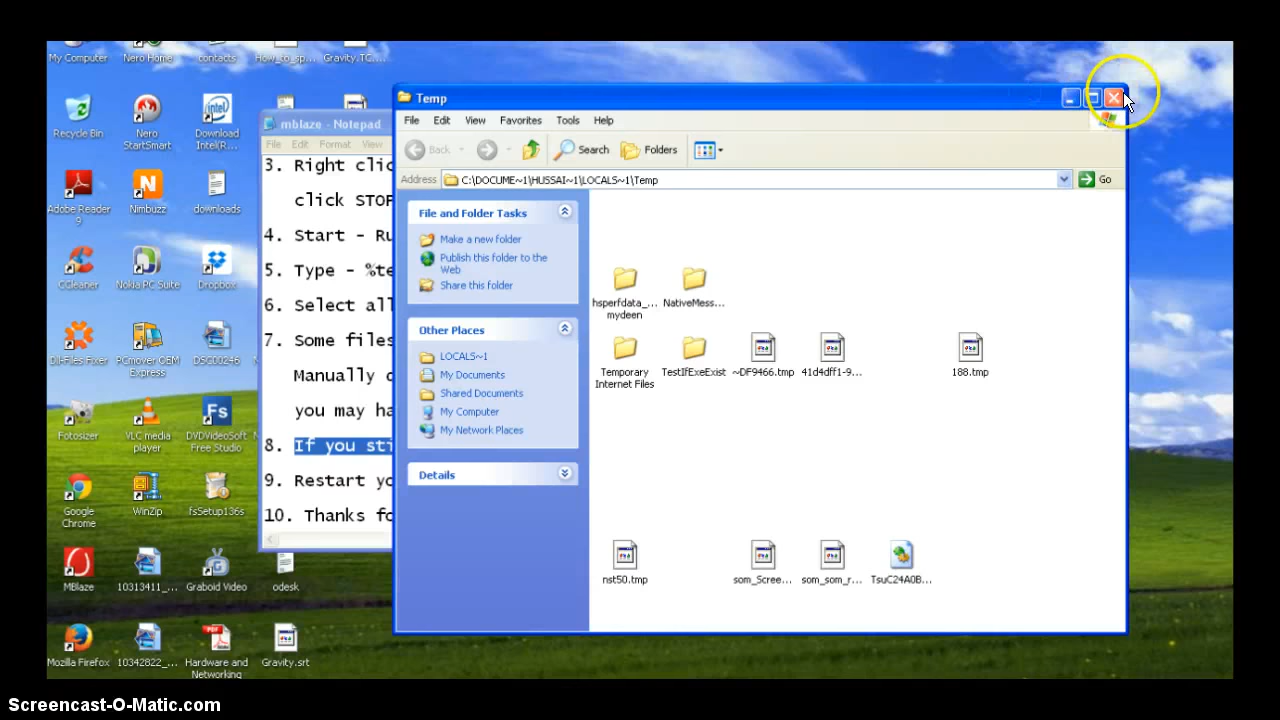 My Computer
Nero Home
contacts
How_to_sp...
Gravity.TC....
Recycle Bin
Nero
StartSmart
Download
Intel(R...
Adobe Reader
9
Nimbuzz
downloads
CCleaner
Nokia PC Suite
Dropbox
Dll-Files Fixer
PCmover OEM
Express
DSC00246
Fotosizer
VLC media
player
DVDVideoSoft
Free Studio
Google
Chrome
WinZip
fsSetup136s
MBlaze
10313411_...
Graboid Video
odesk
Mozilla Firefox
10342822_...
Hardware and
Networking
Gravity.srt
mblaze - Notepad
File Edit Format View
3. Right clic
click STOP
4. Start - Ru
5. Type - %te
6. Select all
7. Some files
Manually d
you may ha
8. If you sti
9. Restart yo
10. Thanks fo
Temp
File Edit View Favorites Tools Help
Back Search Folders
Address C:\DOCUME~1\HUSSAI~1\LOCALS~1\Temp Go
File and Folder Tasks
Make a new folder
Publish this folder to the
Web
Share this folder
Other Places
LOCALS~1
My Documents
Shared Documents
My Computer
My Network Places
Details
hsperfdata_...
mydeen
NativeMess...
Temporary
Internet Files
TestIfExeExist
~DF9466.tmp
41d4dff1-9...
188.tmp
nst50.tmp
som_Scree...
som_som_r...
TsuC24A0B...
Screencast-O-Matic.com